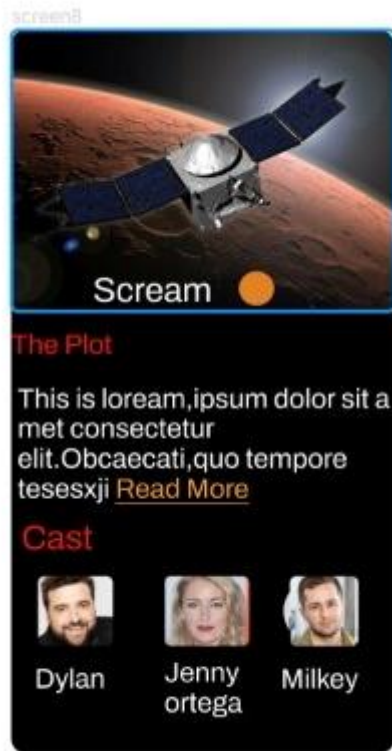 screen8
Scream
The Plot
This is loream,ipsum dolor sit a
met consectetur
elit.Obcaecati,quo tempore
tesesxji Read More
Cast
Dylan
Jenny
ortega
Milkey